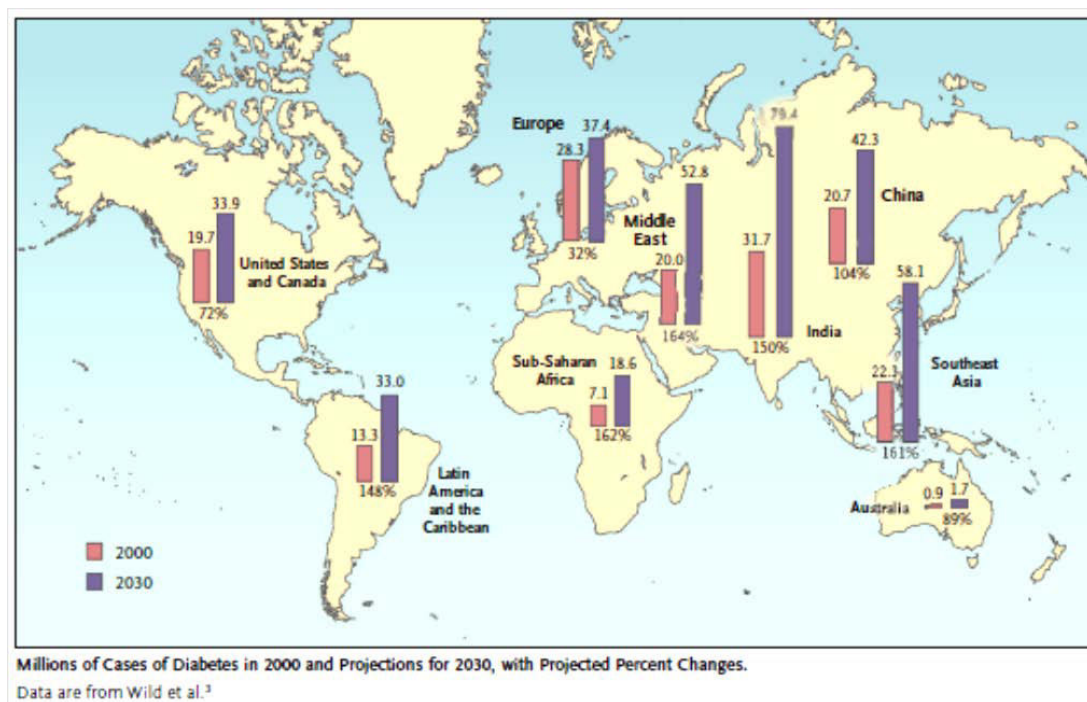 Europe
28.3
37.4
32%
Middle
East
20.0
52.8
164%
31.7
79.4
India
150%
20.7
42.3
China
104%
33.9
19.7
United States
and Canada
72%
58.1
22.3
Southeast
Asia
161%
Sub-Saharan
Africa
7.1
18.6
162%
33.0
13.3
148%
Latin
America
and the
Caribbean
0.9
1.7
Australia
89%
2000
2030
Millions of Cases of Diabetes in 2000 and Projections for 2030, with Projected Percent Changes.
Data are from Wild et al.³